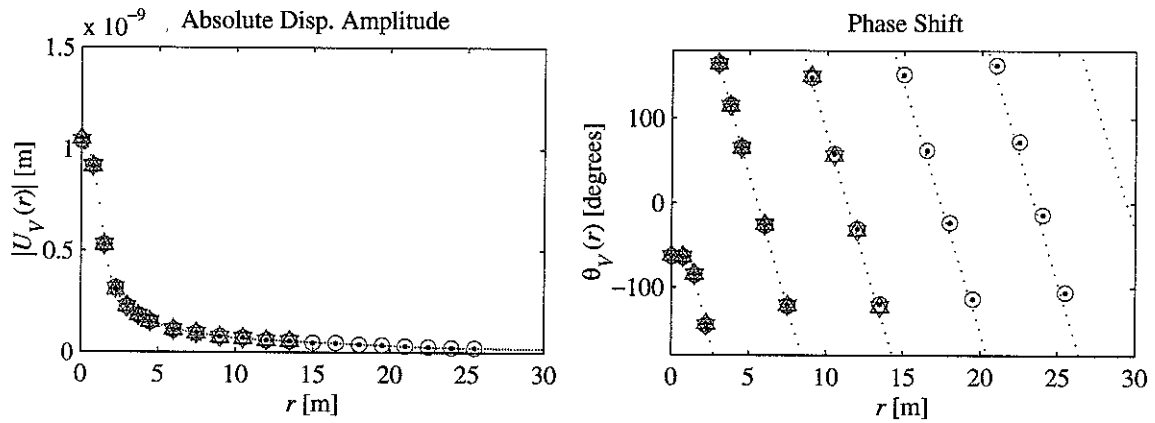 × 10⁻⁹ Absolute Disp. Amplitude
1.5
1
0.5
0
|U_V(r)| [m]
0 5 10 15 20 25 30
r [m]
Phase Shift
100
0
−100
θ_V(r) [degrees]
0 5 10 15 20 25 30
r [m]